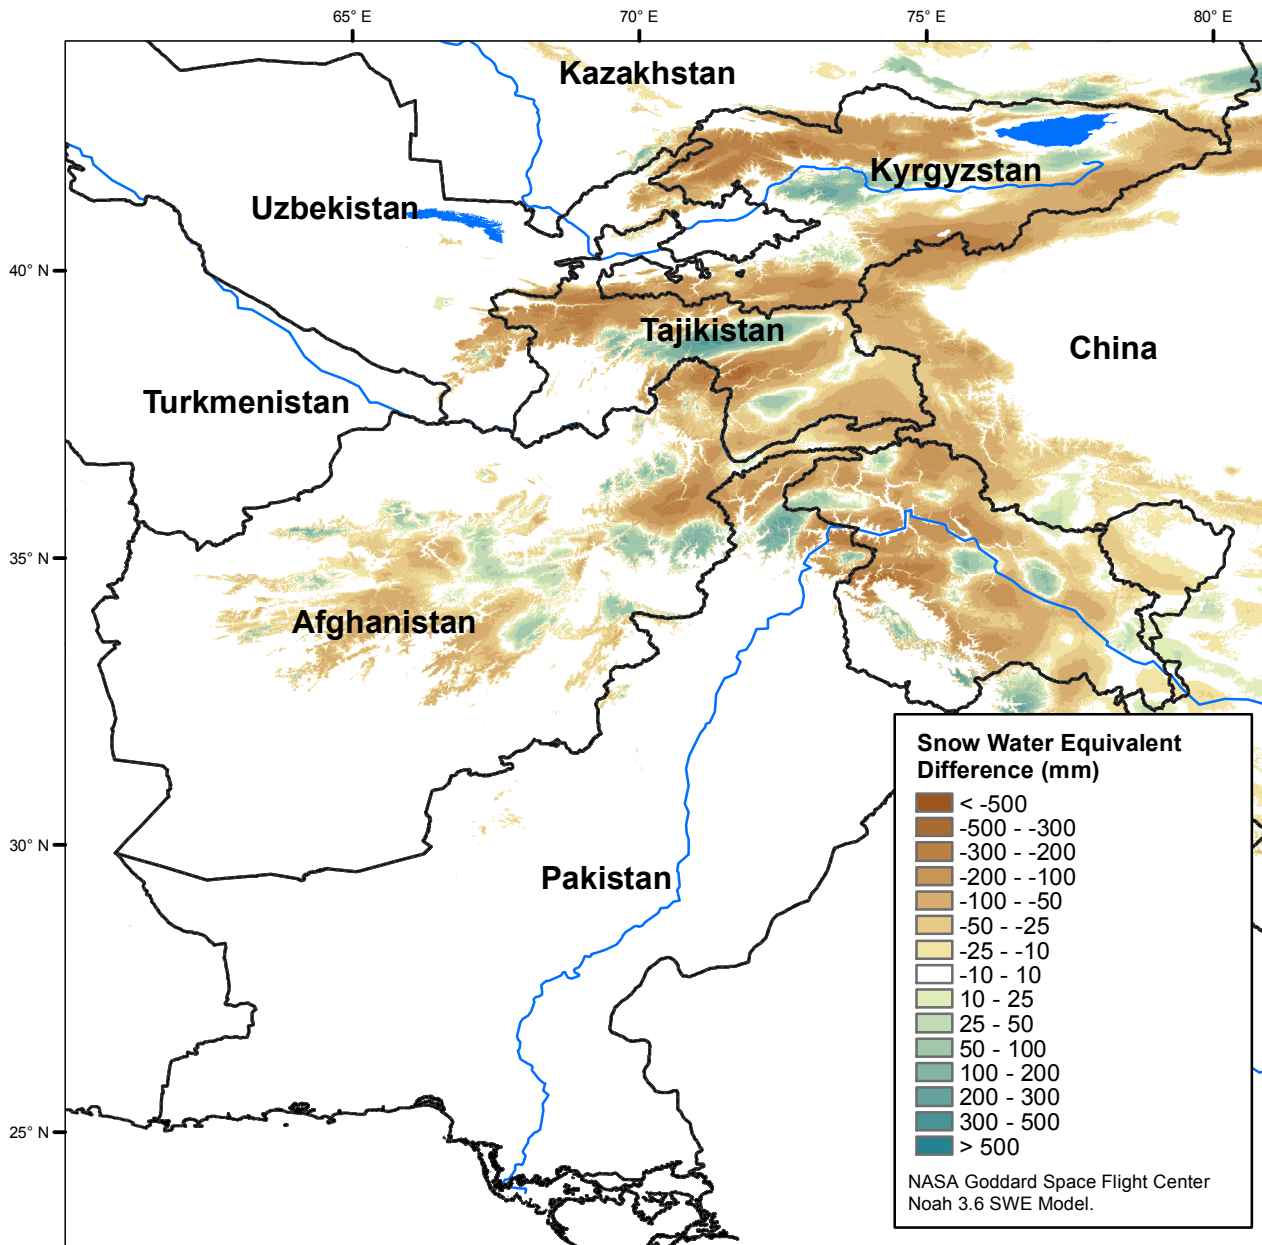 65° E
70° E
75° E
80° E
Kazakhstan
Kyrgyzstan
Uzbekistan
40° N
Tajikistan
China
Turkmenistan
35° N
Afghanistan
Snow Water Equivalent
Difference (mm)
< -500
-500 - -300
-300 - -200
-200 - -100
-100 - -50
-50 - -25
-25 - -10
-10 - 10
10 - 25
25 - 50
50 - 100
100 - 200
200 - 300
300 - 500
> 500
NASA Goddard Space Flight Center
Noah 3.6 SWE Model.
30° N
Pakistan
25° N